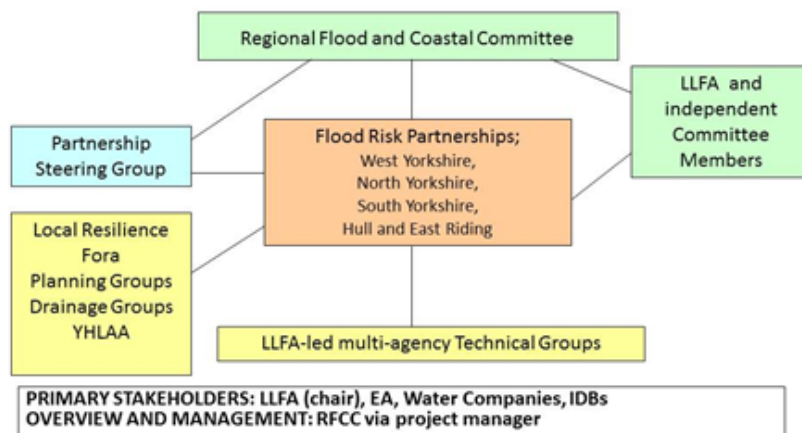 Regional Flood and Coastal Committee
LLFA and
independent
Committee
Members
Partnership
Steering Group
Flood Risk Partnerships;
West Yorkshire,
North Yorkshire,
South Yorkshire,
Hull and East Riding
Local Resilience
Fora
Planning Groups
Drainage Groups
YHLAA
LLFA-led multi-agency Technical Groups
PRIMARY STAKEHOLDERS: LLFA (chair), EA, Water Companies, IDBs
OVERVIEW AND MANAGEMENT: RFCC via project manager